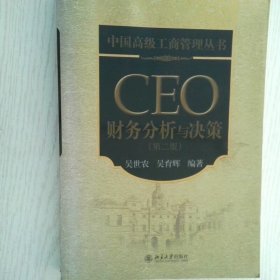 中国高级工商管理丛书
CEO
财务分析与决策
（第二版）
吴世农 吴育辉 编著
北京大学出版社